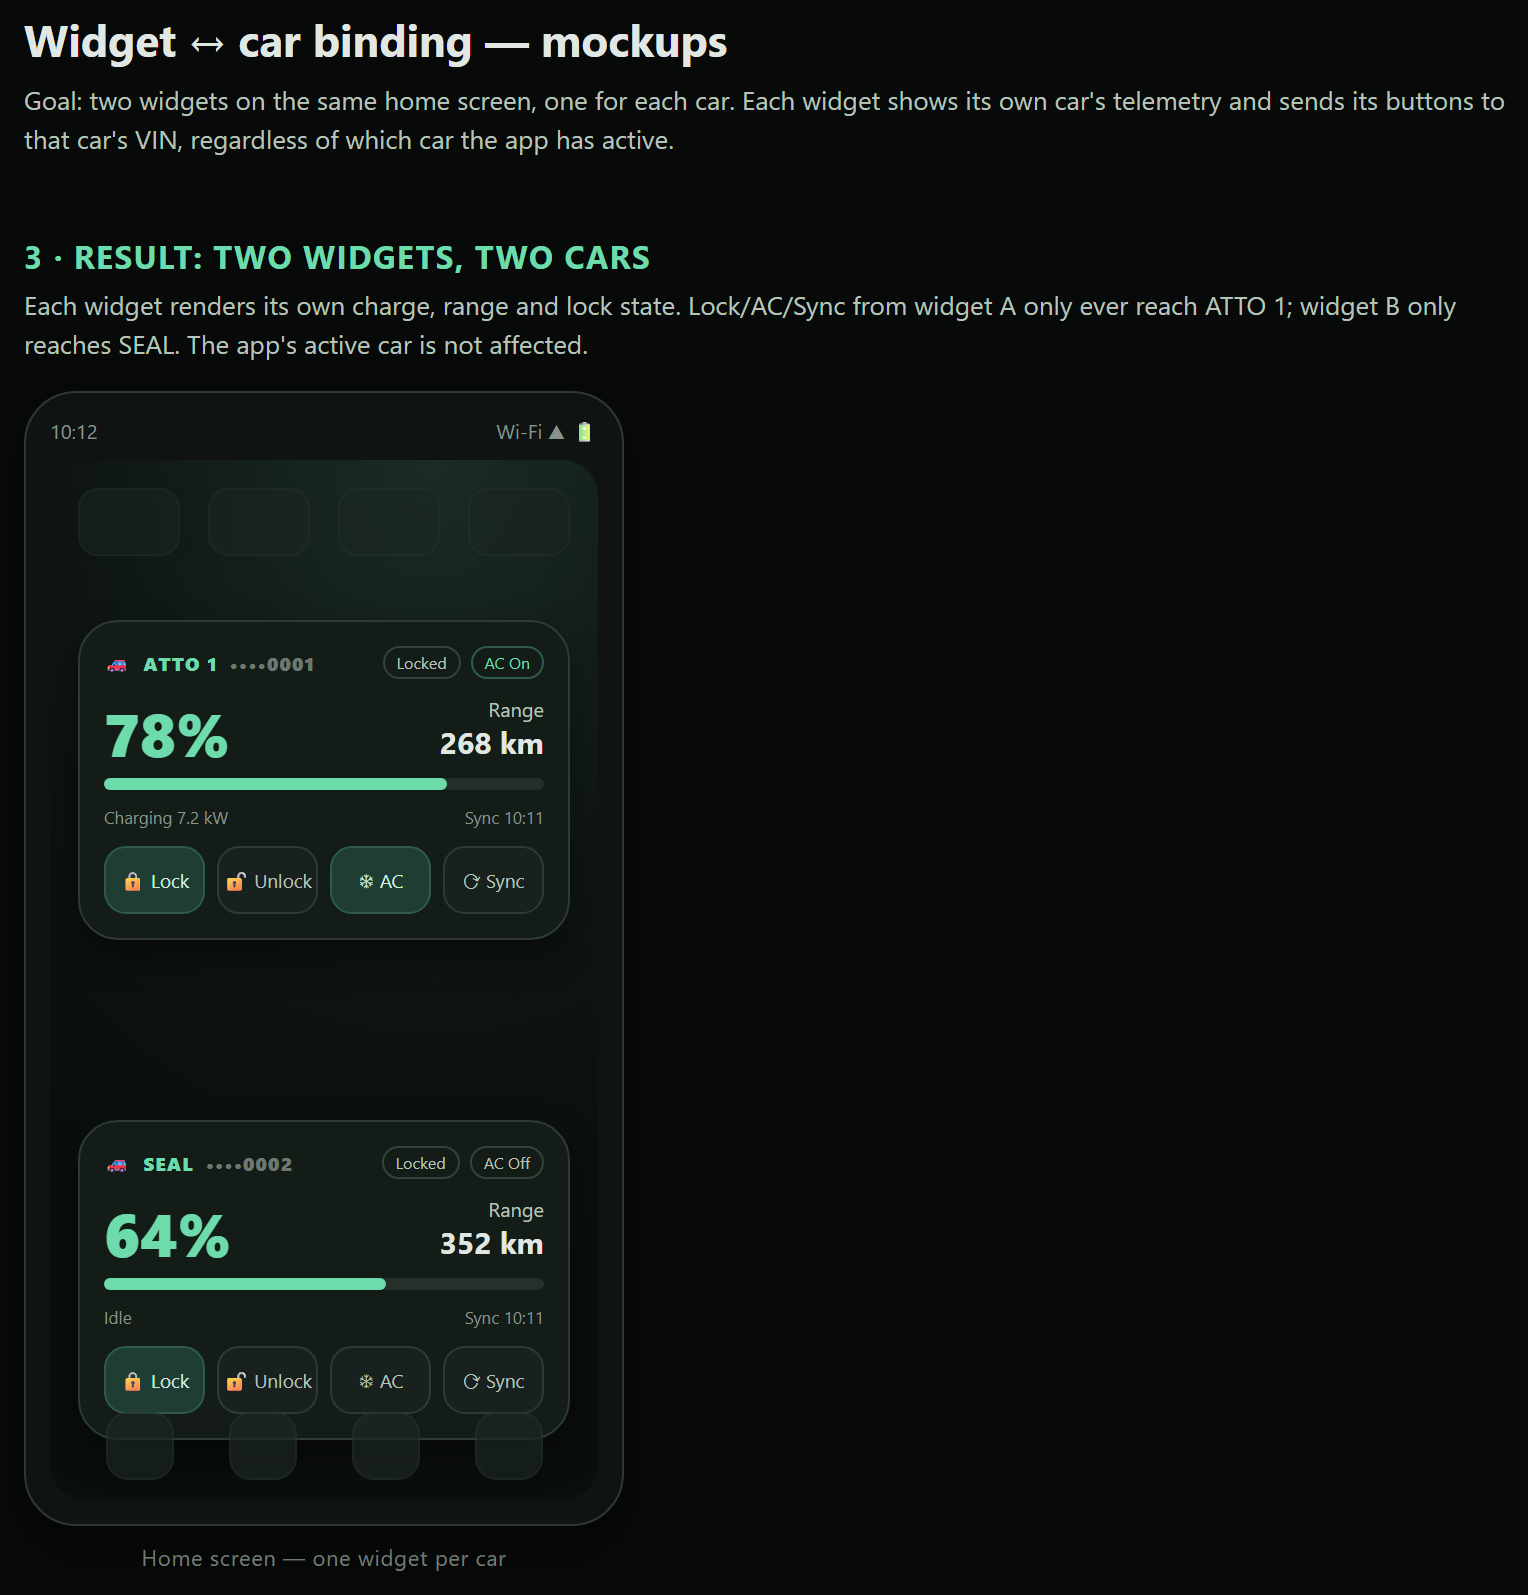 Widget ↔ car binding — mockups
Goal: two widgets on the same home screen, one for each car. Each widget shows its own car's telemetry and sends its buttons to
that car's VIN, regardless of which car the app has active.
3 · RESULT: TWO WIDGETS, TWO CARS
Each widget renders its own charge, range and lock state. Lock/AC/Sync from widget A only ever reach ATTO 1; widget B only
reaches SEAL. The app's active car is not affected.
10:12 Wi-Fi ▲ 🔋
🚗 ATTO 1 ••••0001 Locked AC On
Range
78% 268 km
Charging 7.2 kW Sync 10:11
🔒 Lock 🔓 Unlock ❄ AC ⟳ Sync
🚗 SEAL ••••0002 Locked AC Off
Range
64% 352 km
Idle Sync 10:11
🔒 Lock 🔓 Unlock ❄ AC ⟳ Sync
Home screen — one widget per car